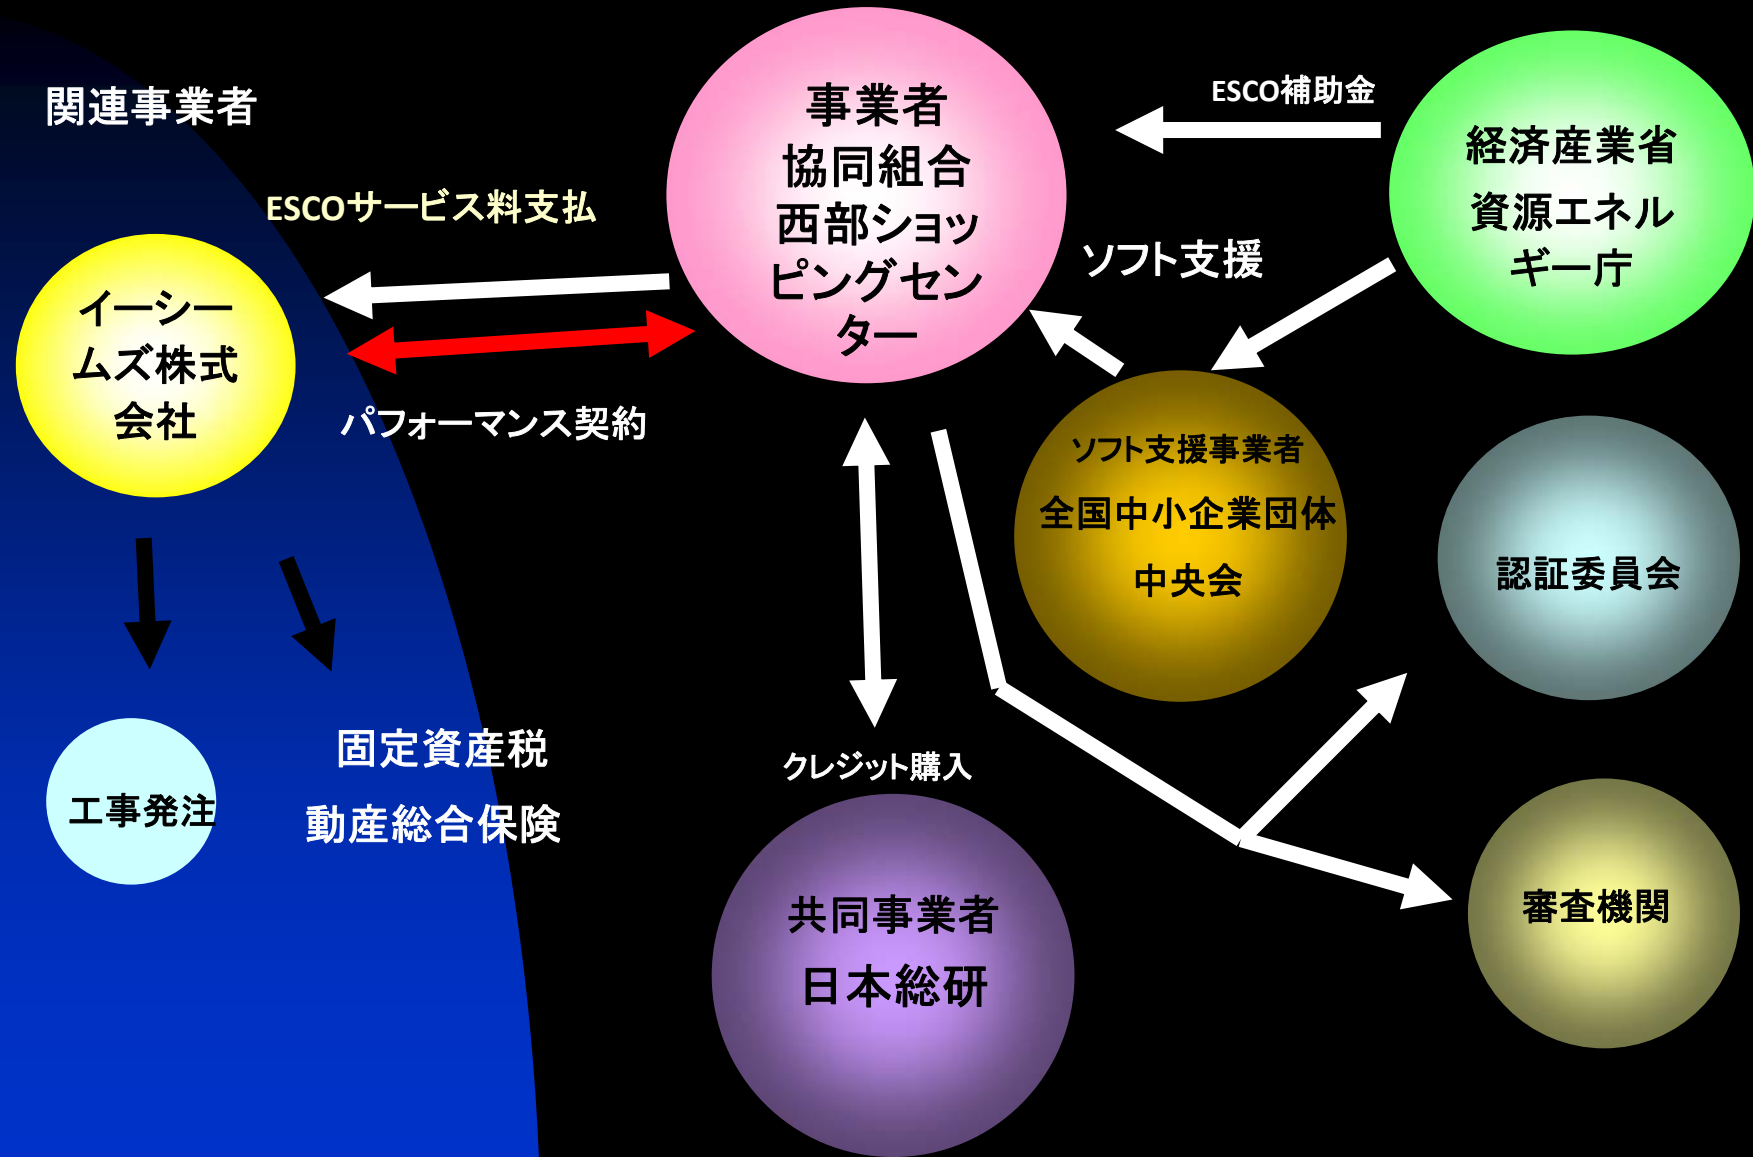 関連事業者
ESCOサービス料支払
イーシー
ムズ株式
会社
パフォーマンス契約
工事発注
固定資産税
動産総合保険
事業者
協同組合
西部ショッ
ピングセン
ター
ESCO補助金
経済産業省
資源エネル
ギー庁
ソフト支援
ソフト支援事業者
全国中小企業団体
中央会
認証委員会
クレジット購入
共同事業者
日本総研
審査機関